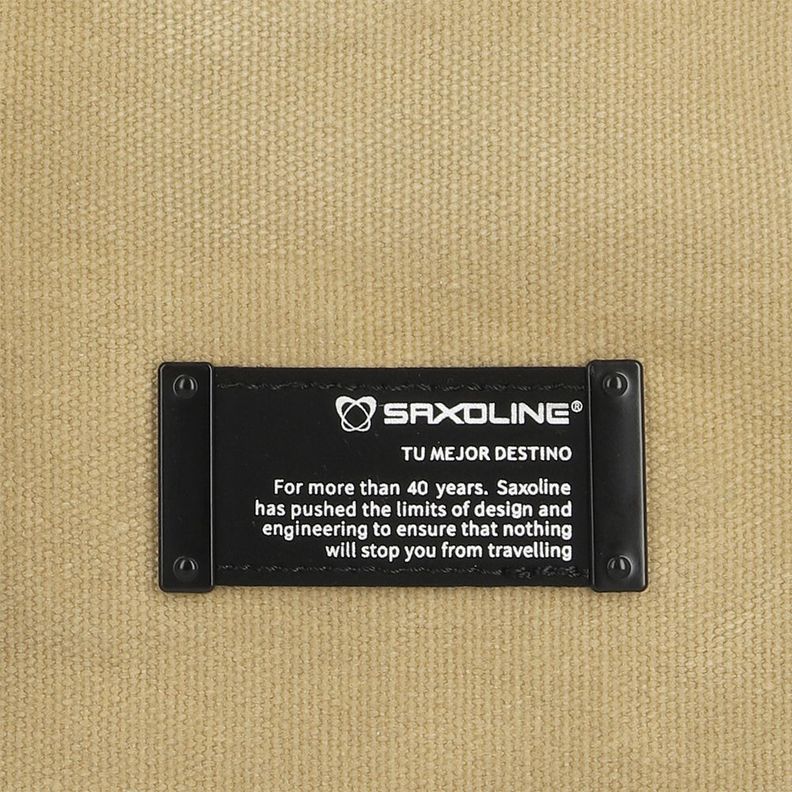 SAXOLINE®
TU MEJOR DESTINO
For more than 40 years. Saxoline
has pushed the limits of design and
engineering to ensure that nothing
will stop you from travelling